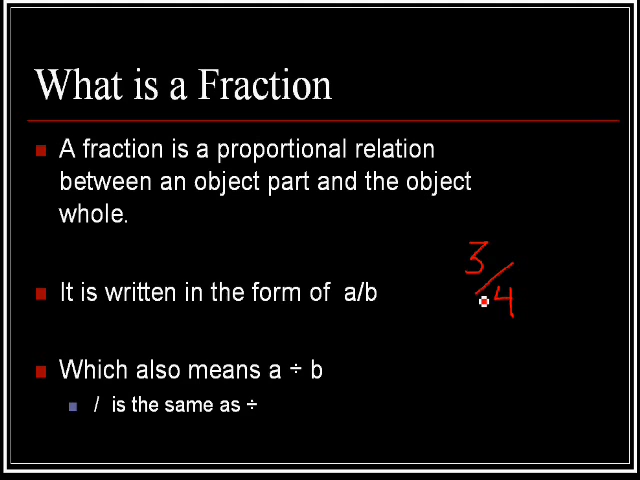 What is a Fraction
A fraction is a proportional relation
between an object part and the object
whole.
It is written in the form of a/b
3/4
Which also means a ÷ b
/ is the same as ÷